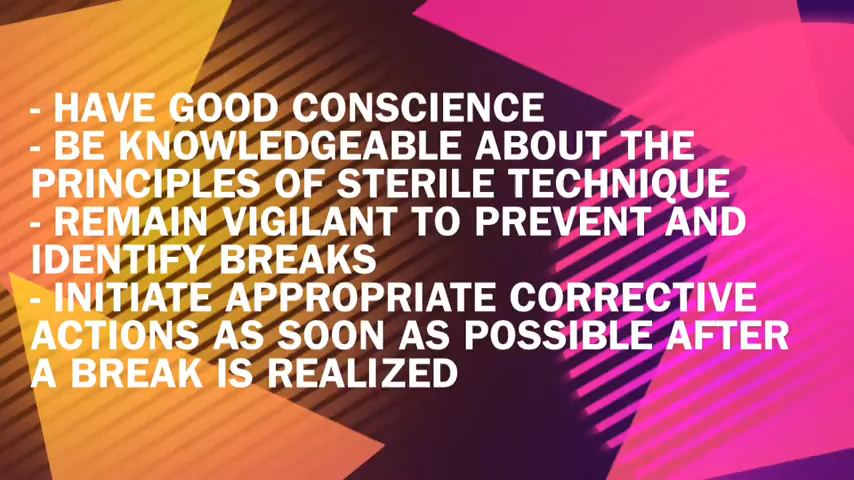 - HAVE GOOD CONSCIENCE
- BE KNOWLEDGEABLE ABOUT THE
PRINCIPLES OF STERILE TECHNIQUE
- REMAIN VIGILANT TO PREVENT AND
IDENTIFY BREAKS
- INITIATE APPROPRIATE CORRECTIVE
ACTIONS AS SOON AS POSSIBLE AFTER
A BREAK IS REALIZED